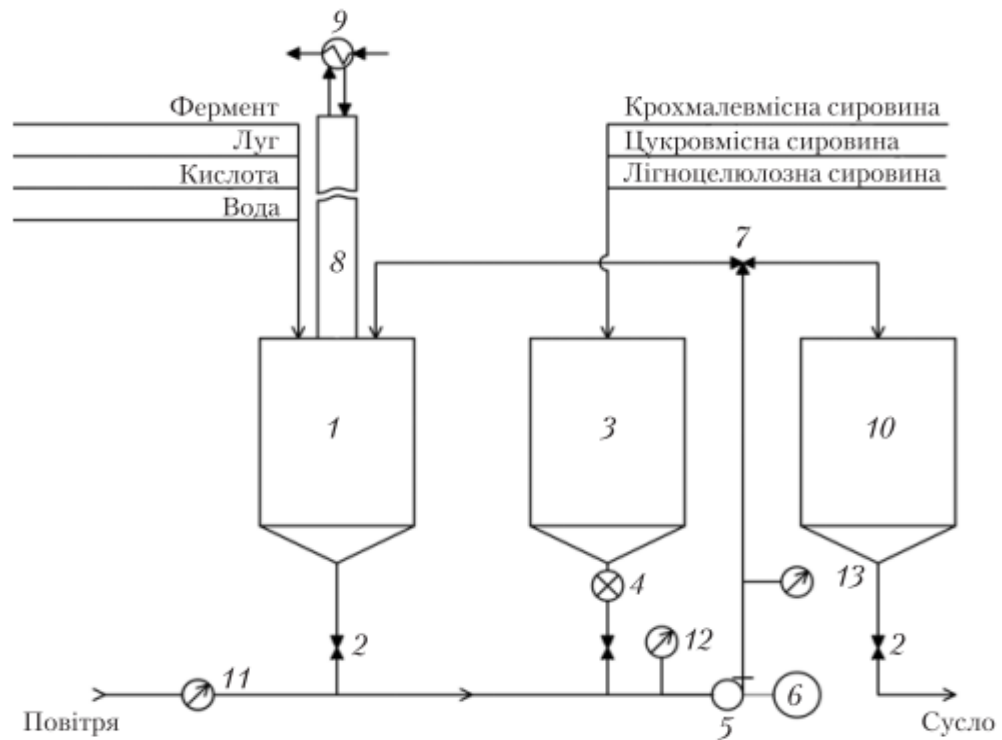 9
Фермент
Луг
Кислота
Вода
Крохмалевмісна сировина
Цукровмісна сировина
Лігноцелюлозна сировина
8
7
1
3
10
4
13
2
12
2
11
5
6
Повітря
Сусло